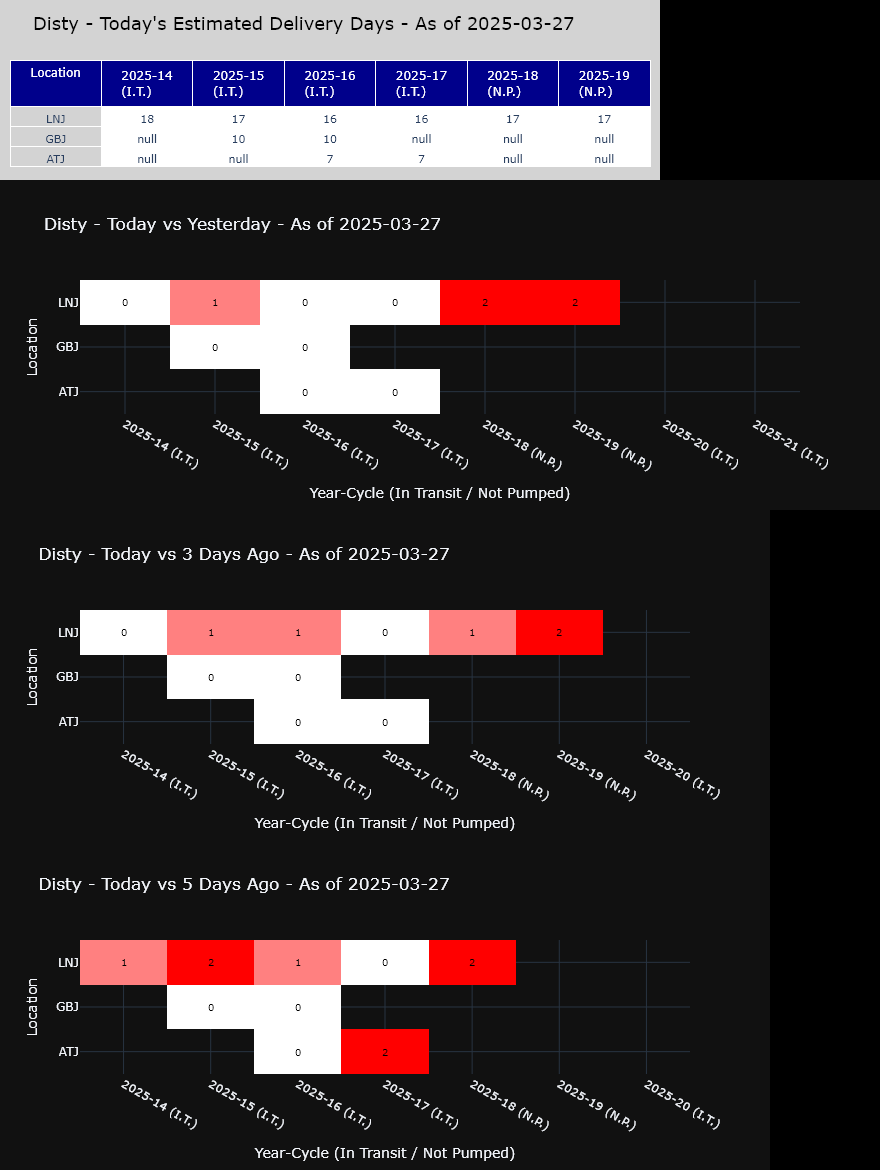 Disty - Today's Estimated Delivery Days - As of 2025-03-27
Location 2025-14 (I.T.) 2025-15 (I.T.) 2025-16 (I.T.) 2025-17 (I.T.) 2025-18 (N.P.) 2025-19 (N.P.)
LNJ 18 17 16 16 17 17
GBJ null 10 10 null null null
ATJ null null 7 7 null null
Disty - Today vs Yesterday - As of 2025-03-27
Location
LNJ 0 1 0 0 2 2
GBJ 0 0
ATJ 0 0
2025-14 (I.T.) 2025-15 (I.T.) 2025-16 (I.T.) 2025-17 (I.T.) 2025-18 (N.P.) 2025-19 (N.P.) 2025-20 (I.T.) 2025-21 (I.T.)
Year-Cycle (In Transit / Not Pumped)
Disty - Today vs 3 Days Ago - As of 2025-03-27
Location
LNJ 0 1 1 0 1 2
GBJ 0 0
ATJ 0 0
2025-14 (I.T.) 2025-15 (I.T.) 2025-16 (I.T.) 2025-17 (I.T.) 2025-18 (N.P.) 2025-19 (N.P.) 2025-20 (I.T.)
Year-Cycle (In Transit / Not Pumped)
Disty - Today vs 5 Days Ago - As of 2025-03-27
Location
LNJ 1 2 1 0 2
GBJ 0 0
ATJ 0 2
2025-14 (I.T.) 2025-15 (I.T.) 2025-16 (I.T.) 2025-17 (I.T.) 2025-18 (N.P.) 2025-19 (N.P.) 2025-20 (I.T.)
Year-Cycle (In Transit / Not Pumped)